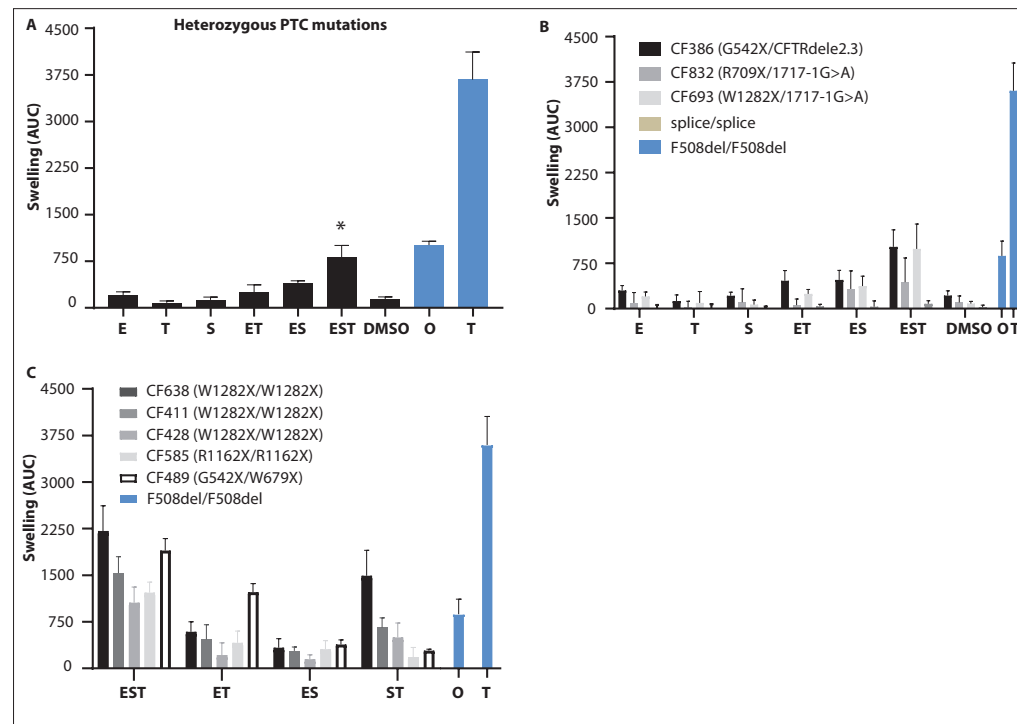 A
Heterozygous PTC mutations
4500
3750
3000
2250
1500
750
0
Swelling (AUC)
*
E T S ET ES EST DMSO O T
B
4500
3750
3000
2250
1500
750
0
Swelling (AUC)
CF386 (G542X/CFTRdele2.3)
CF832 (R709X/1717-1G>A)
CF693 (W1282X/1717-1G>A)
splice/splice
F508del/F508del
E T S ET ES EST DMSO O T
C
4500
3750
3000
2250
1500
750
0
Swelling (AUC)
CF638 (W1282X/W1282X)
CF411 (W1282X/W1282X)
CF428 (W1282X/W1282X)
CF585 (R1162X/R1162X)
CF489 (G542X/W679X)
F508del/F508del
EST ET ES ST O T